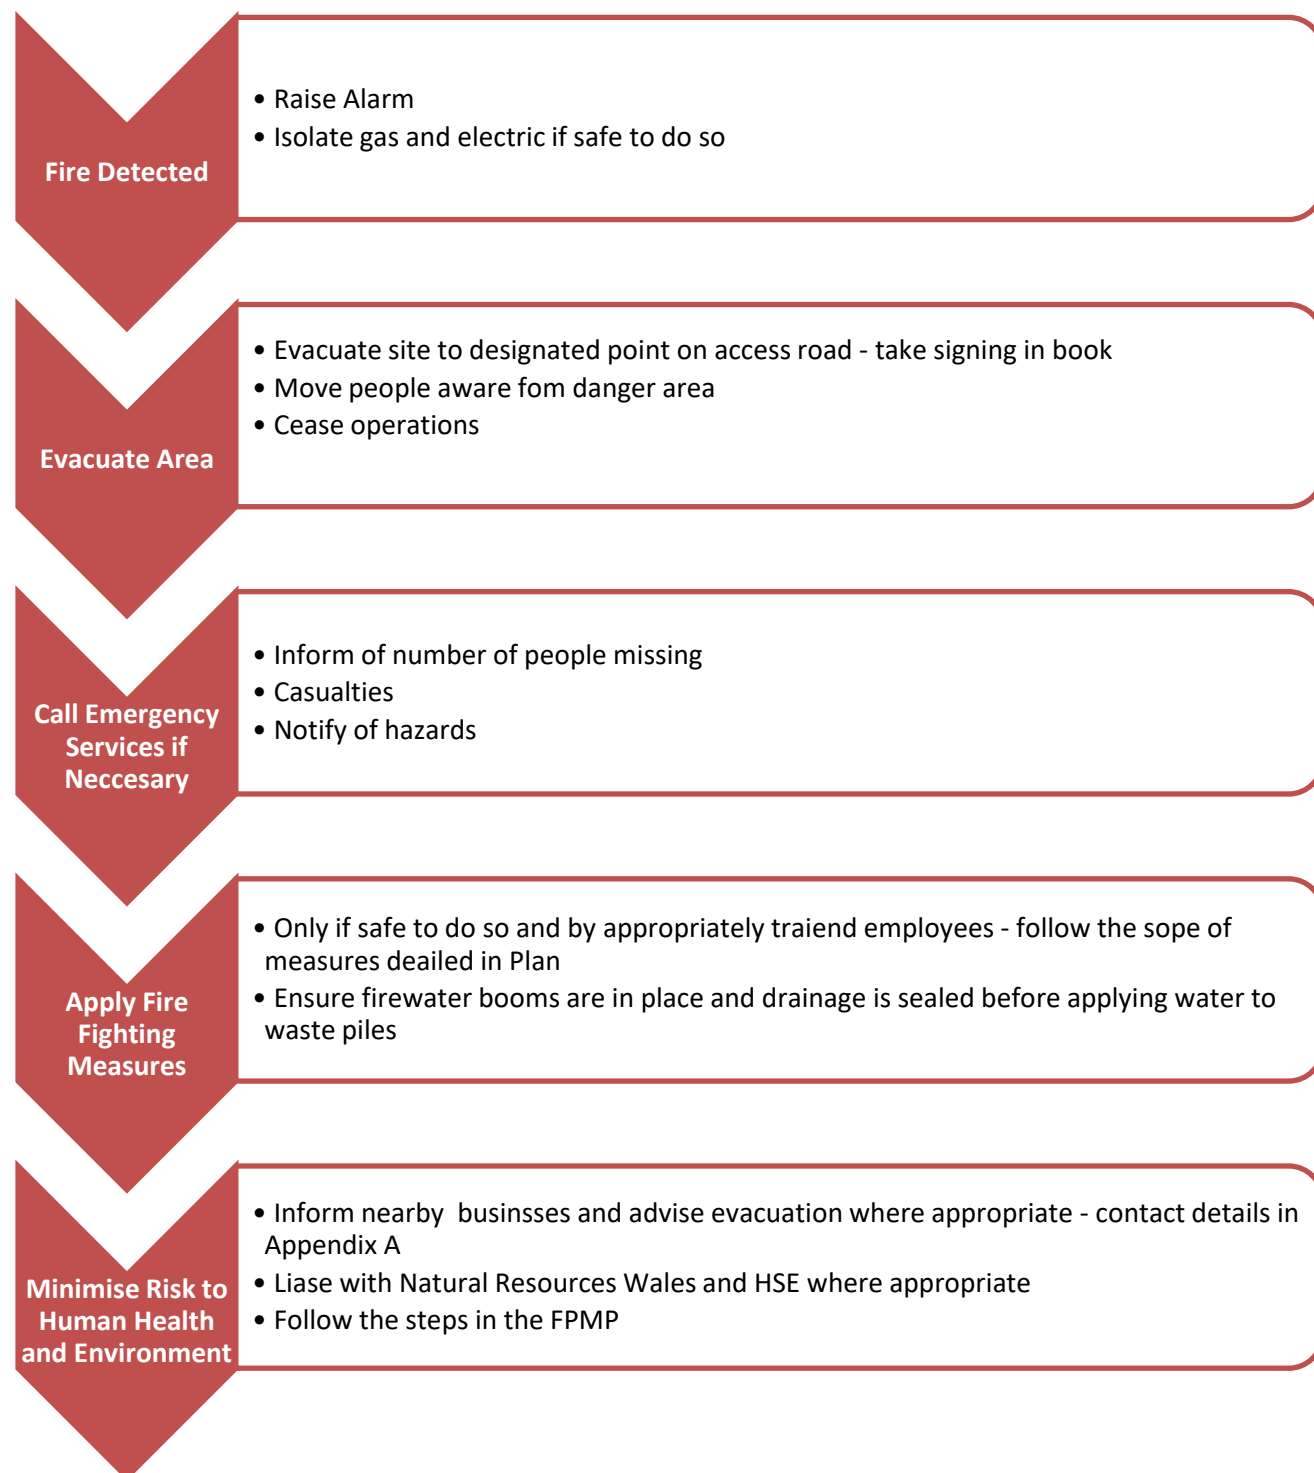 Fire Detected
• Raise Alarm
• Isolate gas and electric if safe to do so
Evacuate Area
• Evacuate site to designated point on access road - take signing in book
• Move people aware fom danger area
• Cease operations
Call Emergency
Services if
Neccesary
• Inform of number of people missing
• Casualties
• Notify of hazards
Apply Fire
Fighting
Measures
• Only if safe to do so and by appropriately traiend employees - follow the sope of
measures deailed in Plan
• Ensure firewater booms are in place and drainage is sealed before applying water to
waste piles
Minimise Risk to
Human Health
and Environment
• Inform nearby  businsses and advise evacuation where appropriate - contact details in
Appendix A
• Liase with Natural Resources Wales and HSE where appropriate
• Follow the steps in the FPMP